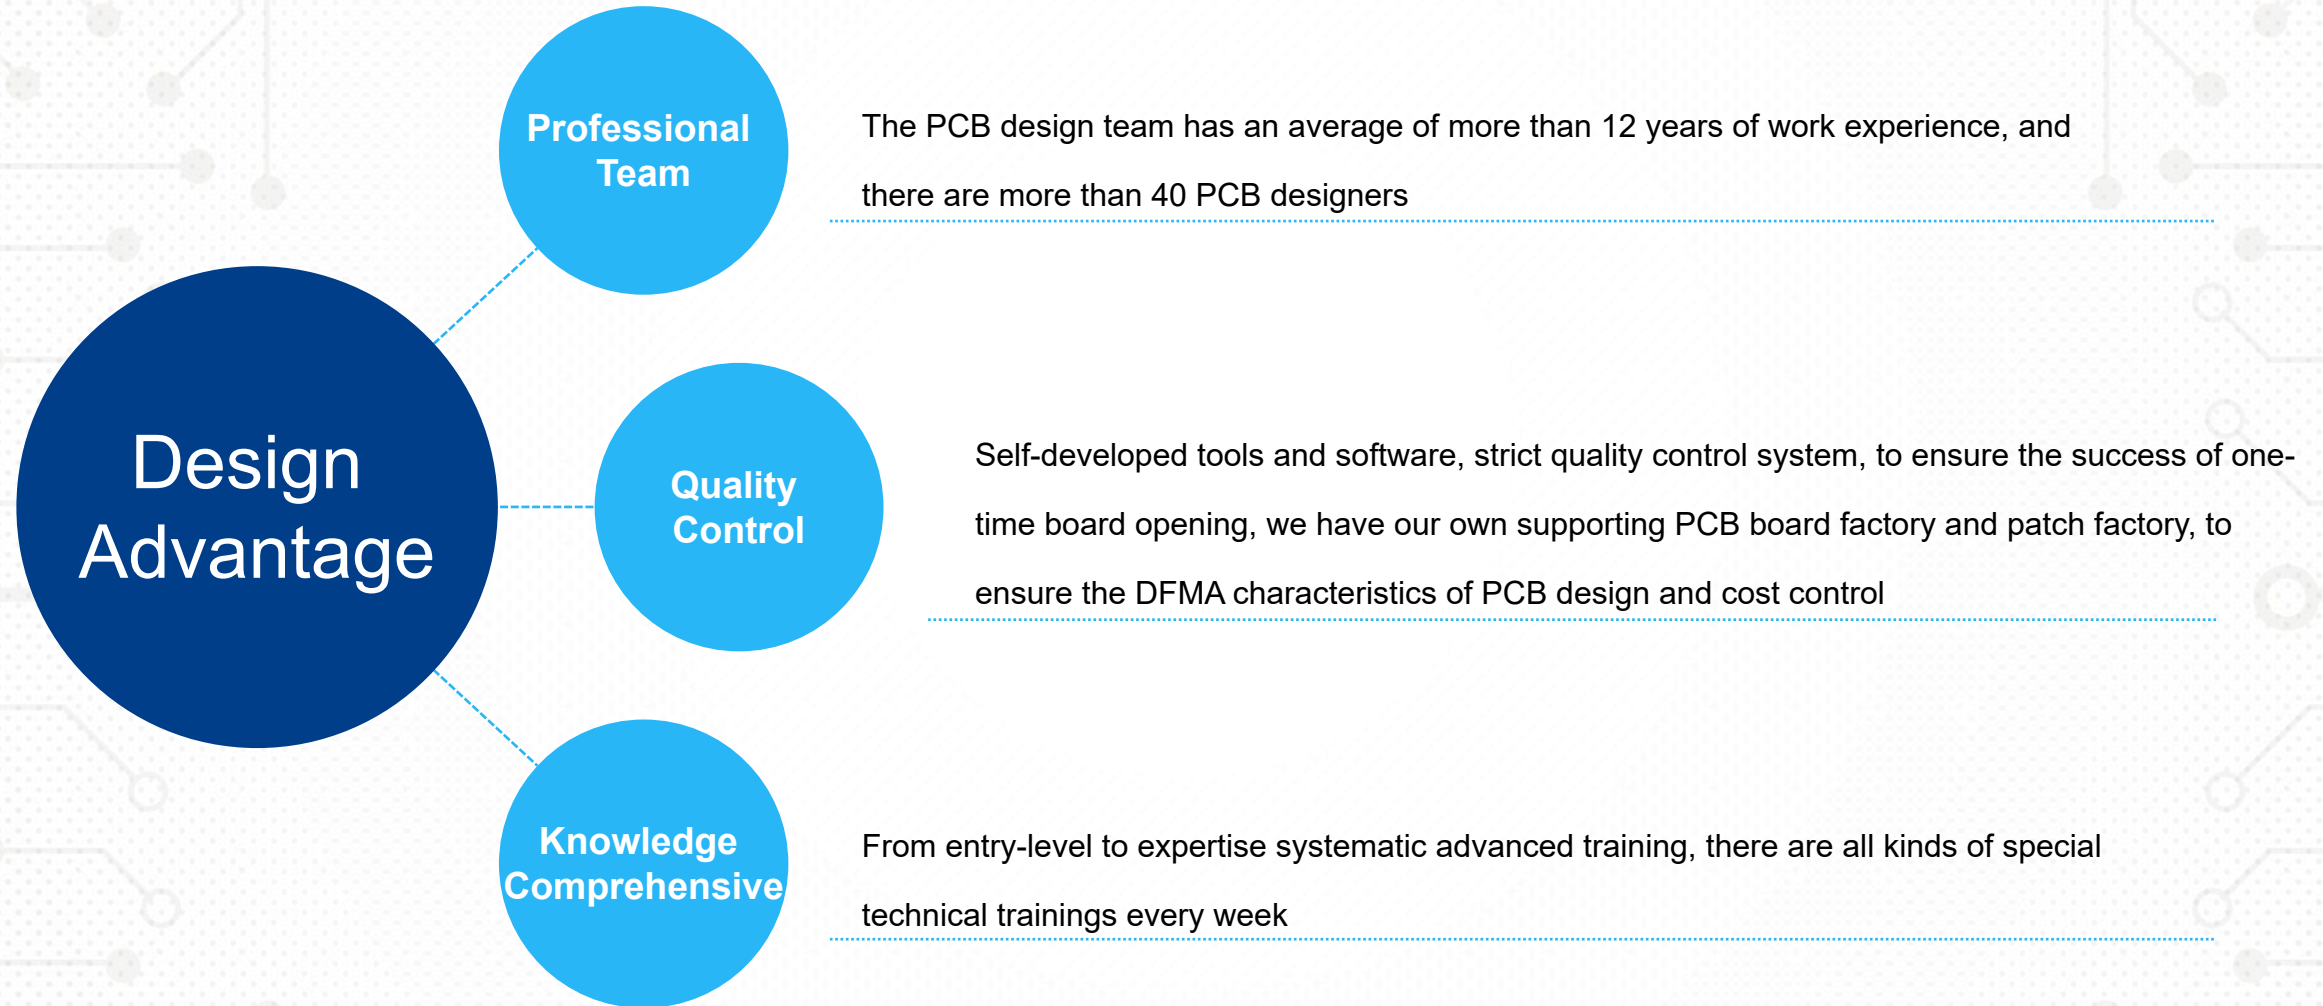 Professional
Team
The PCB design team has an average of more than 12 years of work experience, and
there are more than 40 PCB designers
Design
Advantage
Quality
Control
Self-developed tools and software, strict quality control system, to ensure the success of one-
time board opening, we have our own supporting PCB board factory and patch factory, to
ensure the DFMA characteristics of PCB design and cost control
Knowledge
Comprehensive
From entry-level to expertise systematic advanced training, there are all kinds of special
technical trainings every week